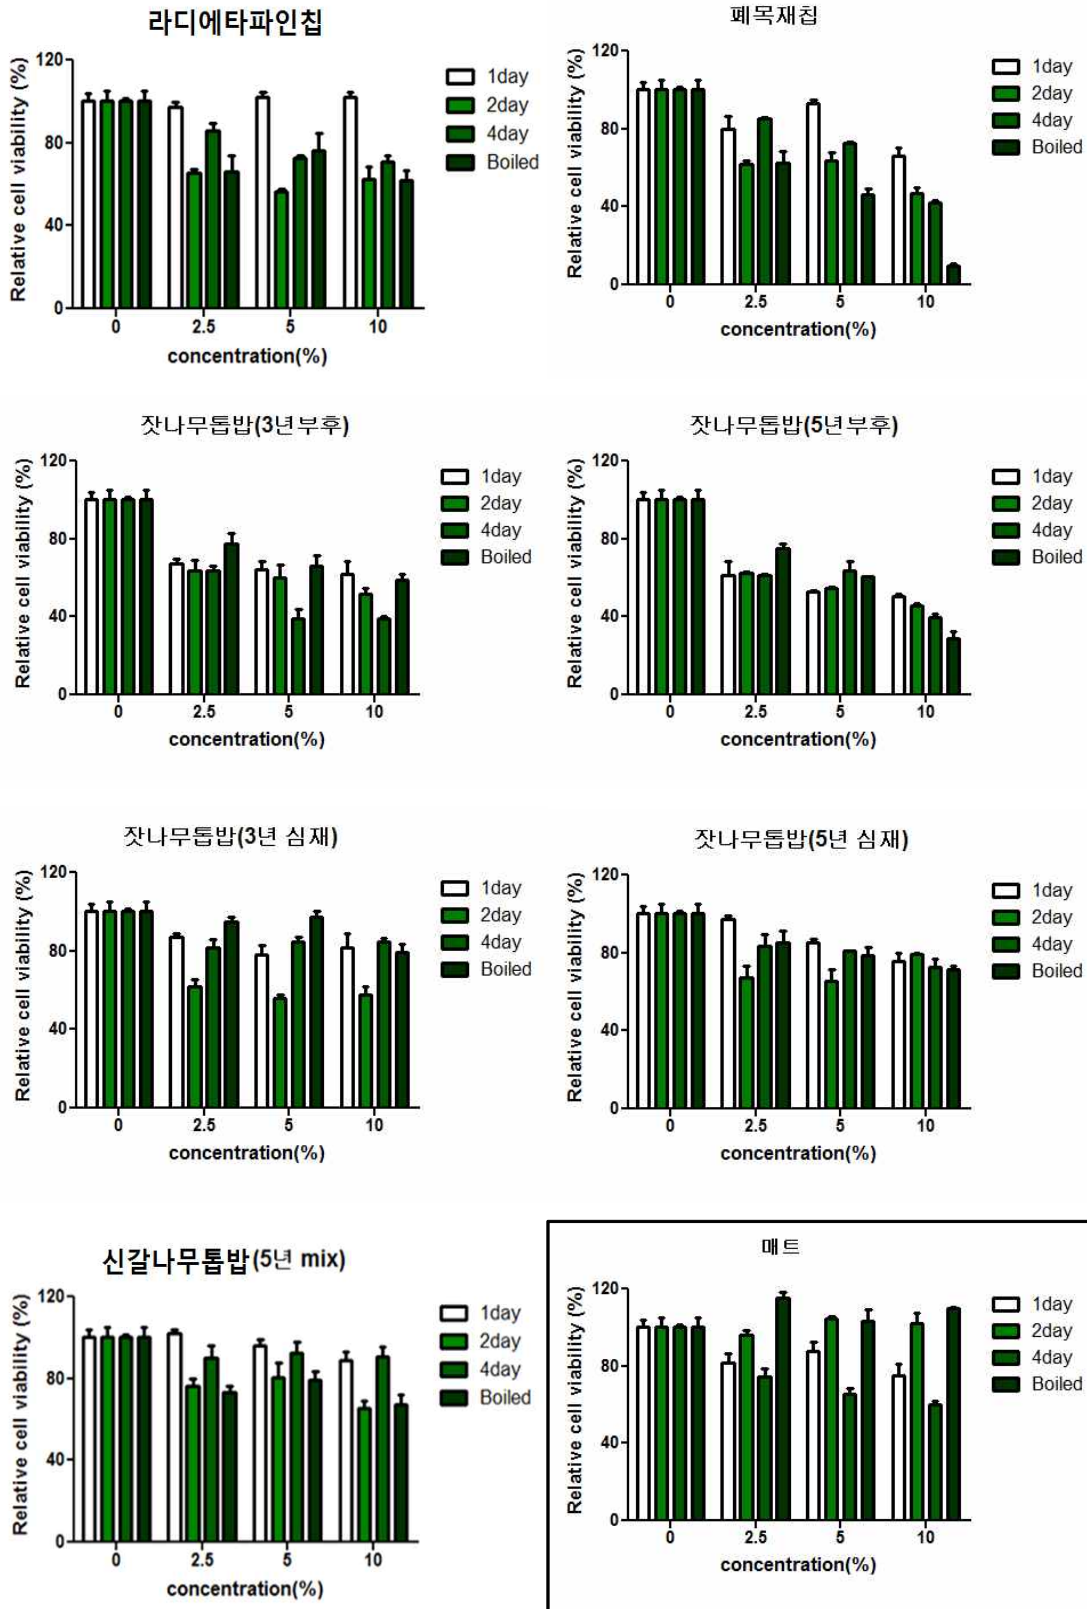 라디에타파인칩
Relative cell viability (%)
120
80
40
0
0 2.5 5 10
concentration(%)
1day
2day
4day
Boiled
폐목재칩
Relative cell viability (%)
120
80
40
0
0 2.5 5 10
concentration(%)
1day
2day
4day
Boiled
잣나무톱밥(3년부후)
Relative cell viability (%)
120
80
40
0
0 2.5 5 10
concentration(%)
1day
2day
4day
Boiled
잣나무톱밥(5년부후)
Relative cell viability (%)
120
80
40
0
0 2.5 5 10
concentration(%)
1day
2day
4day
Boiled
잣나무톱밥(3년 심재)
Relative cell viability (%)
120
80
40
0
0 2.5 5 10
concentration(%)
1day
2day
4day
Boiled
잣나무톱밥(5년 심재)
Relative cell viability (%)
120
80
40
0
0 2.5 5 10
concentration(%)
1day
2day
4day
Boiled
신갈나무톱밥(5년 mix)
Relative cell viability (%)
120
80
40
0
0 2.5 5 10
concentration(%)
1day
2day
4day
Boiled
매트
Relative cell viability (%)
120
80
40
0
0 2.5 5 10
concentration(%)
1day
2day
4day
Boiled